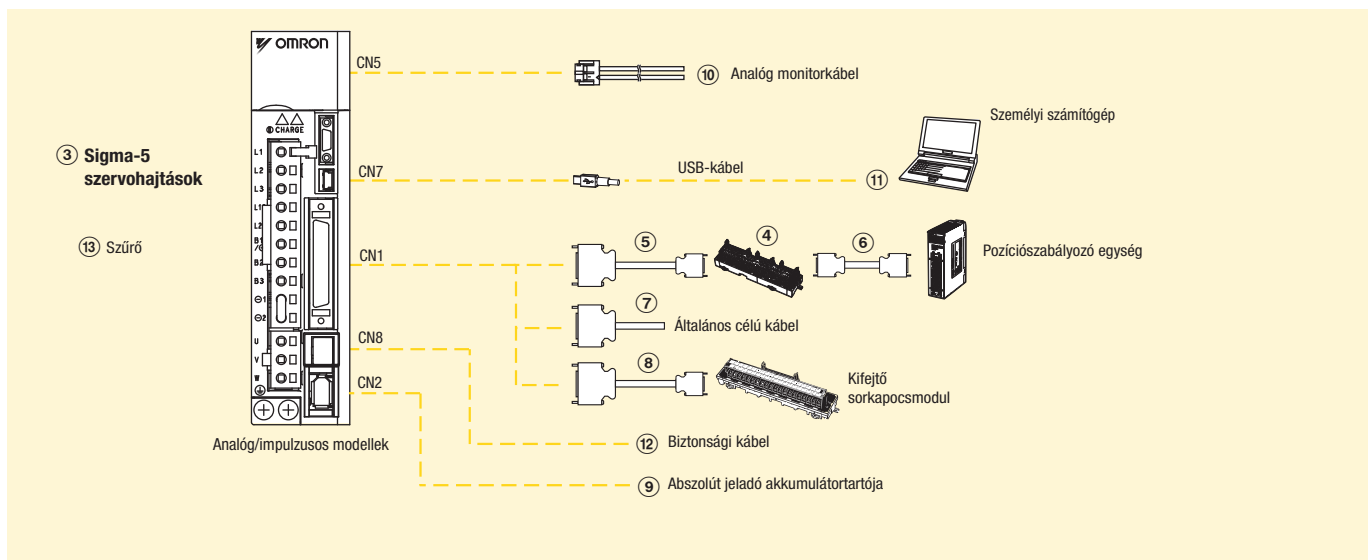 OMRON
CN5
⑩ Analóg monitorkábel
Személyi számítógép
CHARGE
③ Sigma-5
szervohajtások
L1
L2
L3
L1
L2
B1
B2
B3
⊖1
⊖2
U
V
W
CN7
USB-kábel
⑪
⑬ Szűrő
CN1
⑤
④
⑥
Pozíciószabályozó egység
⑦
Általános célú kábel
CN8
⑧
Kifejtő
sorkapocsmodul
CN2
Analóg/impulzusos modellek
⑫ Biztonsági kábel
⑨ Abszolút jeladó akkumulátortartója